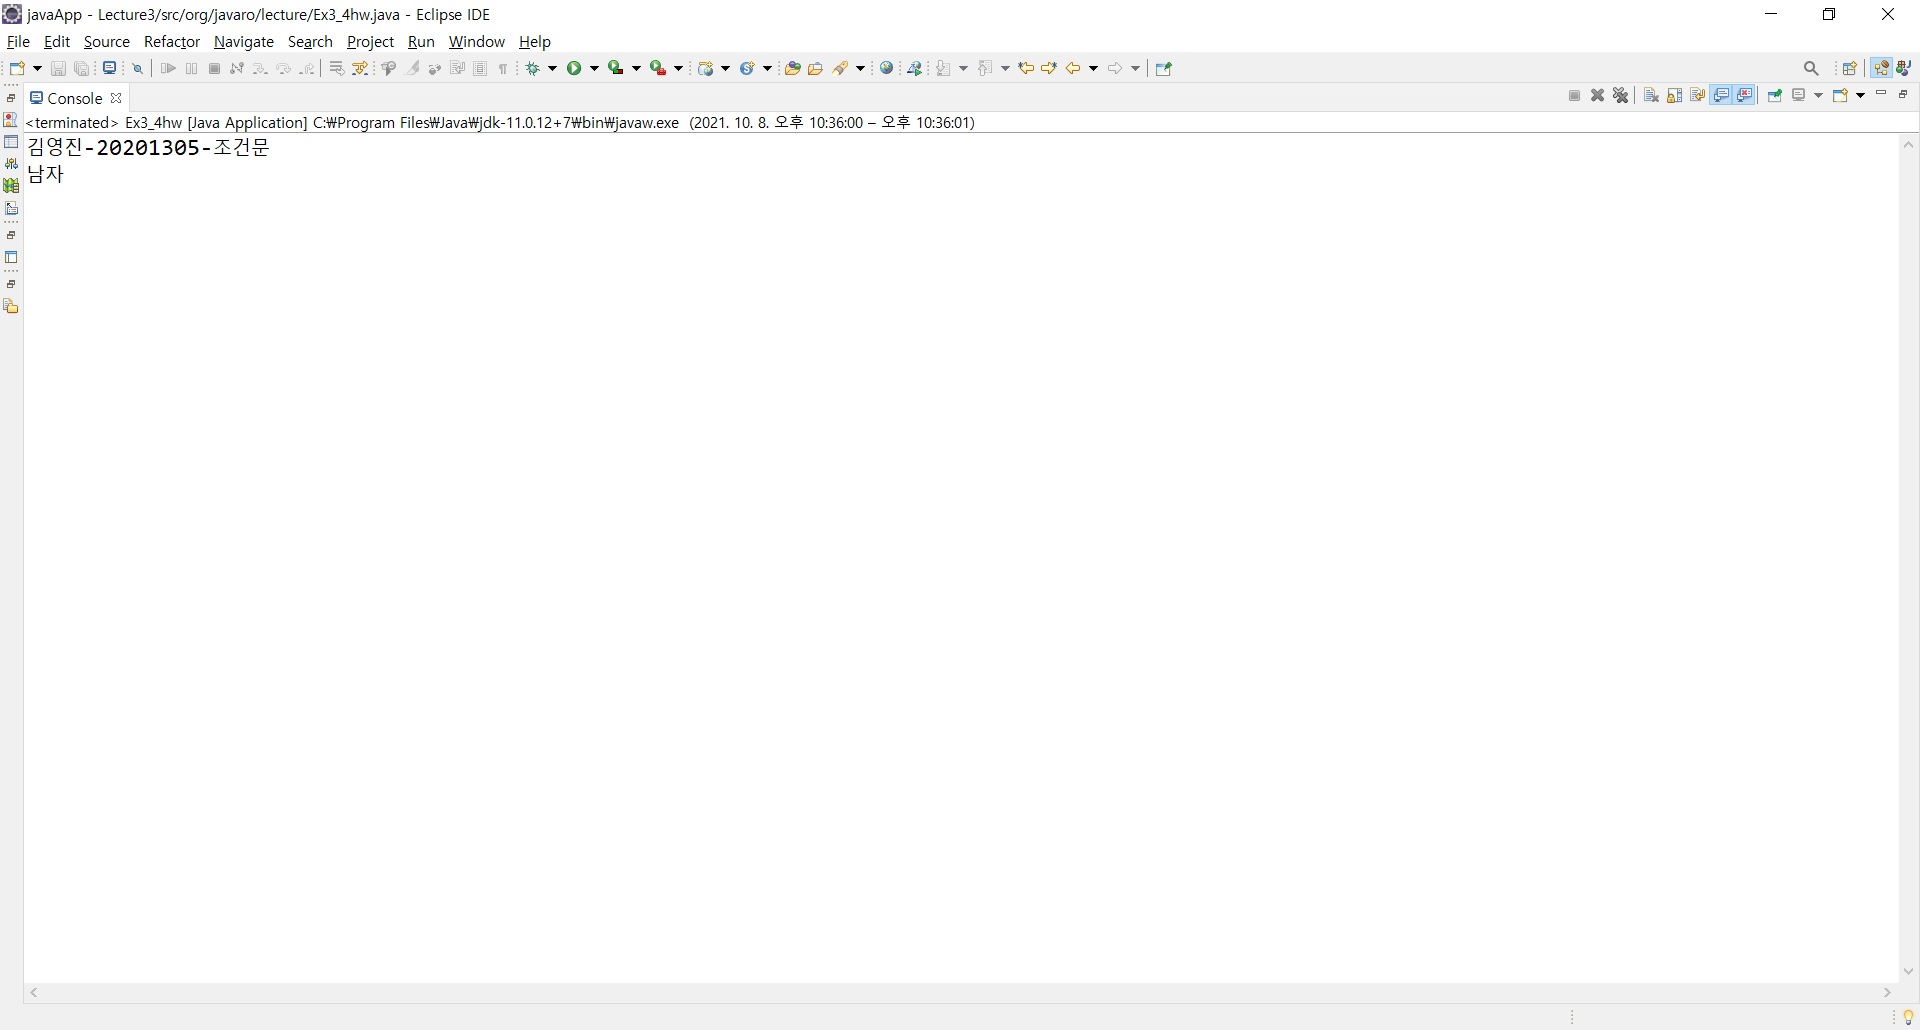 javaApp - Lecture3/src/org/javaro/lecture/Ex3_4hw.java - Eclipse IDE
File Edit Source Refactor Navigate Search Project Run Window Help
Console
<terminated> Ex3_4hw [Java Application] C:₩Program Files₩Java₩jdk-11.0.12+7₩bin₩javaw.exe (2021. 10. 8. 오후 10:36:00 – 오후 10:36:01)
김영진-20201305-조건문
남자